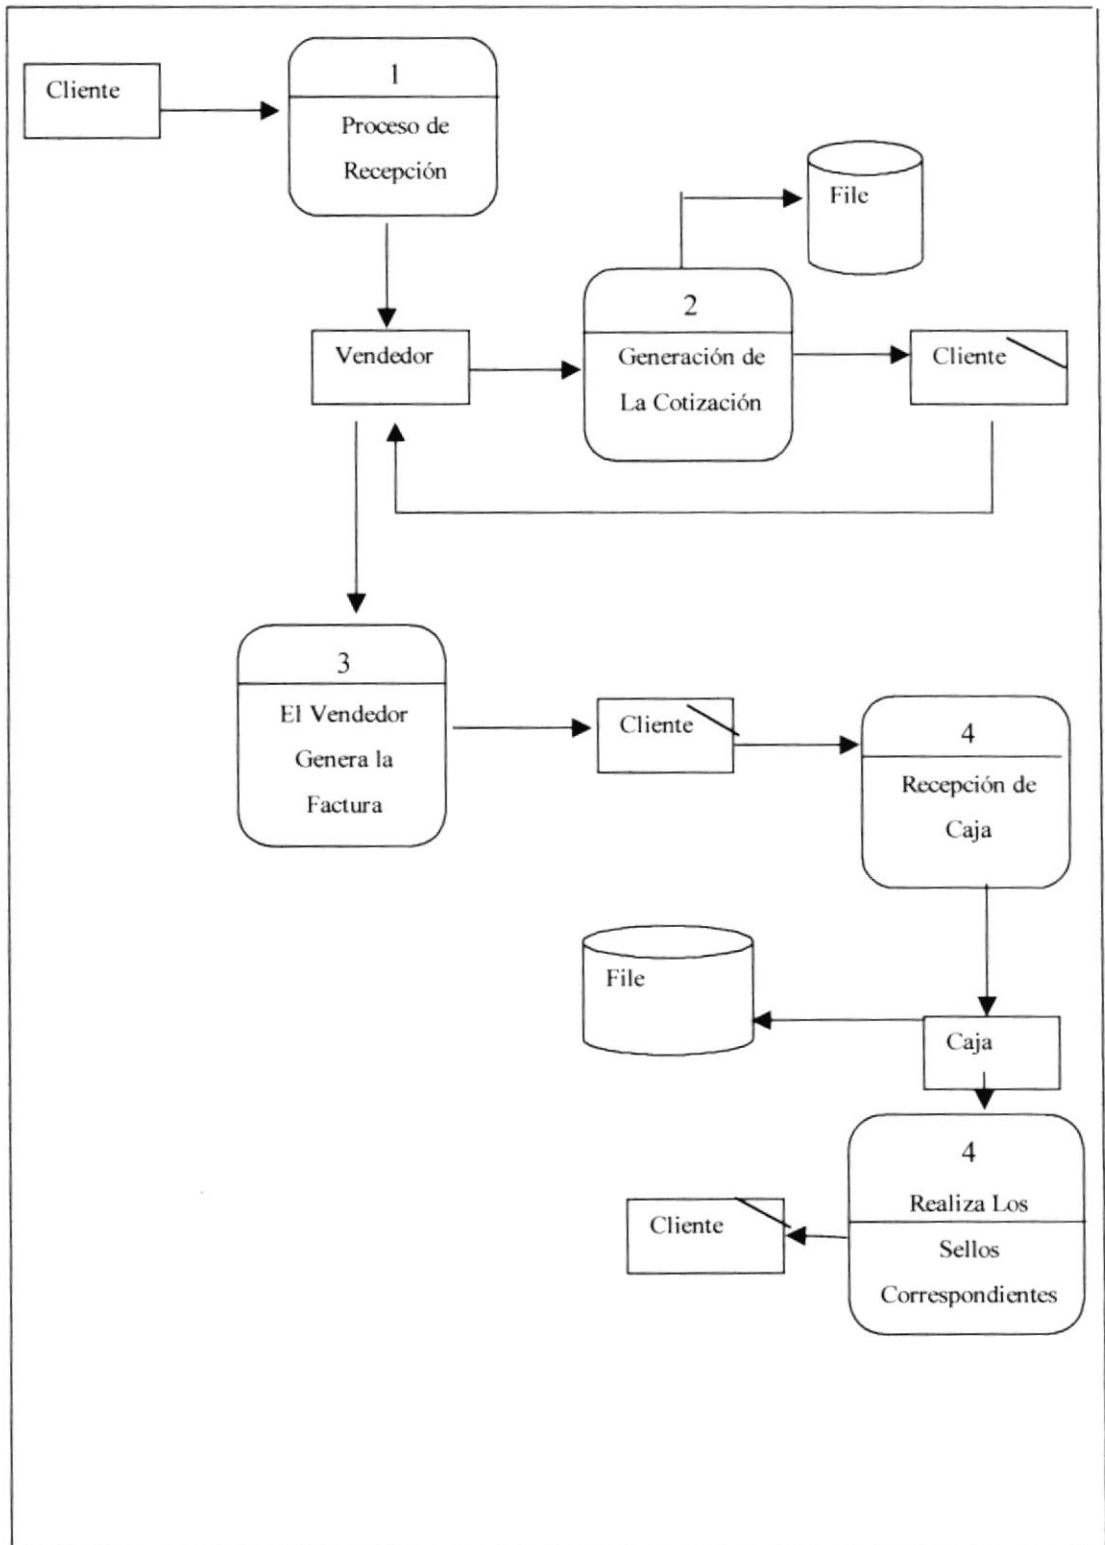 Cliente
1
Proceso de
Recepción
File
Vendedor
2
Generación de
La Cotización
Cliente
3
El Vendedor
Genera la
Factura
Cliente
4
Recepción de
Caja
File
Caja
4
Realiza Los
Sellos
Correspondientes
Cliente